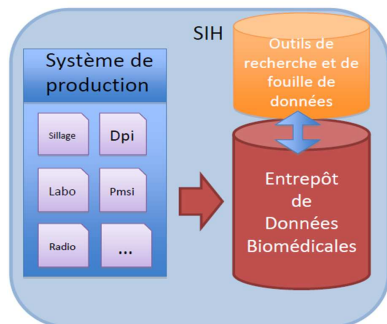 SIH
Système de
production
Sillage
Dpi
Labo
Pmsi
Radio
...
Outils de
recherche et de
fouille de
données
Entrepôt
de
Données
Biomédicales